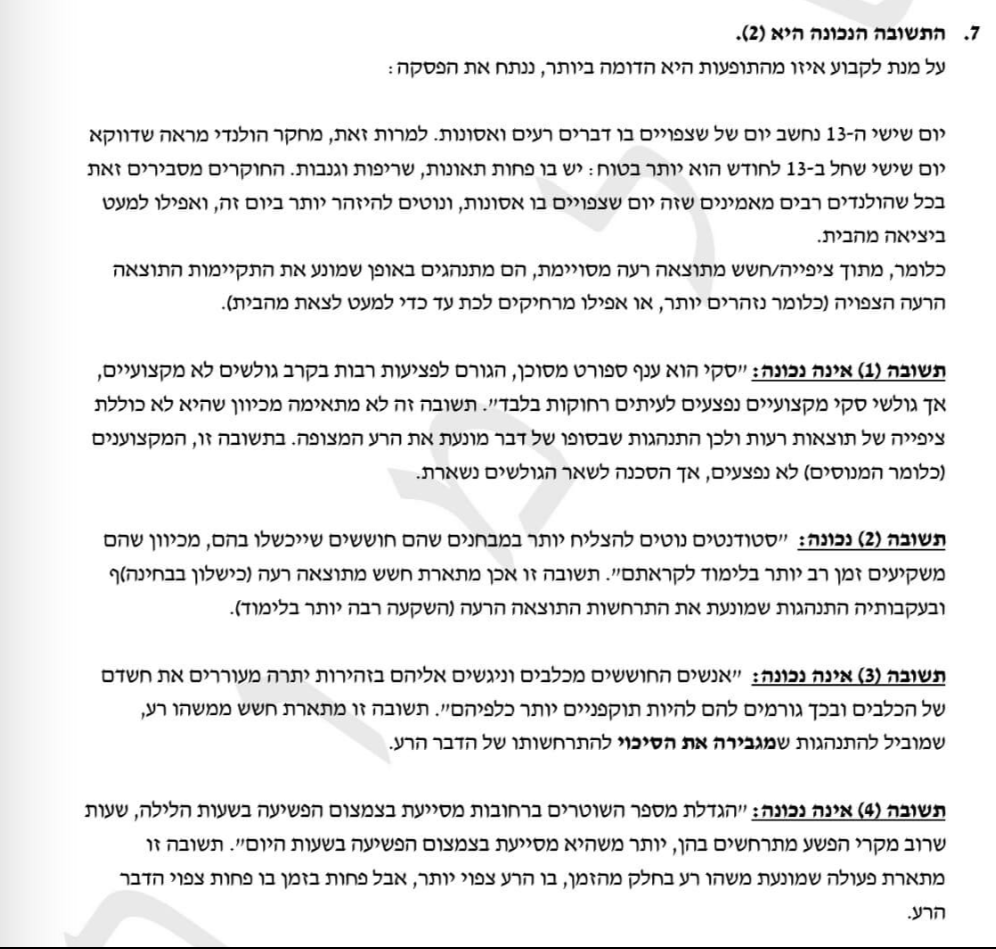 7. התשובה הנכונה היא (2).
על מנת לקבוע איזו מהתופעות היא הדומה ביותר, ננתח את הפסקה:
יום שישי ה-13 נחשב יום של שצפויים בו דברים רעים ואסונות. למרות זאת, מחקר הולנדי מראה שדווקא
יום שישי שחל ב-13 לחודש הוא יותר בטוח: יש בו פחות תאונות, שריפות וגנבות. החוקרים מסבירים זאת
בכל שהולנדים רבים מאמינים שזה יום שצפויים בו אסונות, ונוטים להיזהר יותר ביום זה, ואפילו למעט
ביציאה מהבית.
כלומר, מתוך ציפייה/חשש מתוצאה רעה מסויימת, הם מתנהגים באופן שמונע את התקיימות התוצאה
הרעה הצפויה (כלומר נזהרים יותר, או אפילו מרחיקים לכת עד כדי למעט לצאת מהבית).
תשובה (1) אינה נכונה: "סקי הוא ענף ספורט מסוכן, הגורם לפציעות רבות בקרב גולשים לא מקצועיים,
אך גולשי סקי מקצועיים נפצעים לעיתים רחוקות בלבד". תשובה זה לא מתאימה מכיוון שהיא לא כוללת
ציפייה של תוצאות רעות ולכן התנהגות שבסופו של דבר מונעת את הרע המצופה. בתשובה זו, המקצוענים
(כלומר המנוסים) לא נפצעים, אך הסכנה לשאר הגולשים נשארת.
תשובה (2) נכונה: "סטודנטים נוטים להצליח יותר במבחנים שהם חוששים שייכשלו בהם, מכיוון שהם
משקיעים זמן רב יותר בלימוד לקראתם". תשובה זו אכן מתארת חשש מתוצאה רעה (כישלון בבחינה)ף
ובעקבותיה התנהגות שמונעת את התרחשות התוצאה הרעה (השקעה רבה יותר בלימוד).
תשובה (3) אינה נכונה: "אנשים החוששים מכלבים וניגשים אליהם בזהירות יתרה מעוררים את חשדם
של הכלבים ובכך גורמים להם להיות תוקפניים יותר כלפיהם". תשובה זו מתארת חשש ממשהו רע,
שמוביל להתנהגות שמגבירה את הסיכוי להתרחשותו של הדבר הרע.
תשובה (4) אינה נכונה: "הגדלת מספר השוטרים ברחובות מסייעת בצמצום הפשיעה בשעות הלילה, שעות
שרוב מקרי הפשע מתרחשים בהן, יותר משהיא מסייעת בצמצום הפשיעה בשעות היום". תשובה זו
מתארת פעולה שמונעת משהו רע בחלק מהזמן, בו הרע צפוי יותר, אבל פחות בזמן בו פחות צפוי הדבר
הרע.